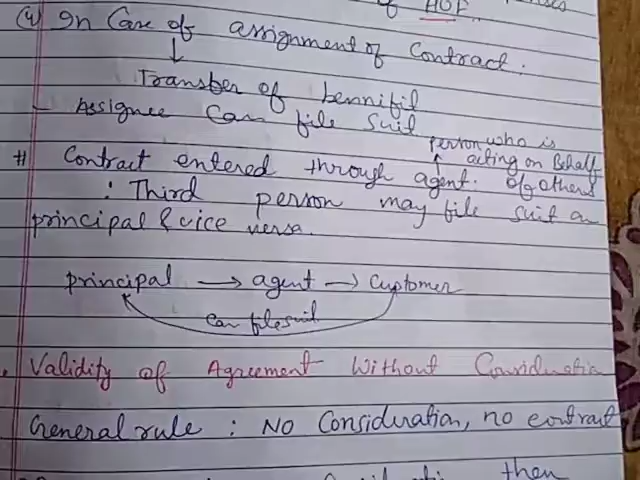 of HOF
(4) In Case of assignment of Contract.
Transfer of bennifit
- Assignee Can file Suit
person who is
# Contract entered through agent. acting on Behalf
of others
: Third person may file suit on
principal & vice versa.
principal → agent → Customer
Can file suit
Validity of Agreement Without Consideration
General rule : No Consideration, no contract
then